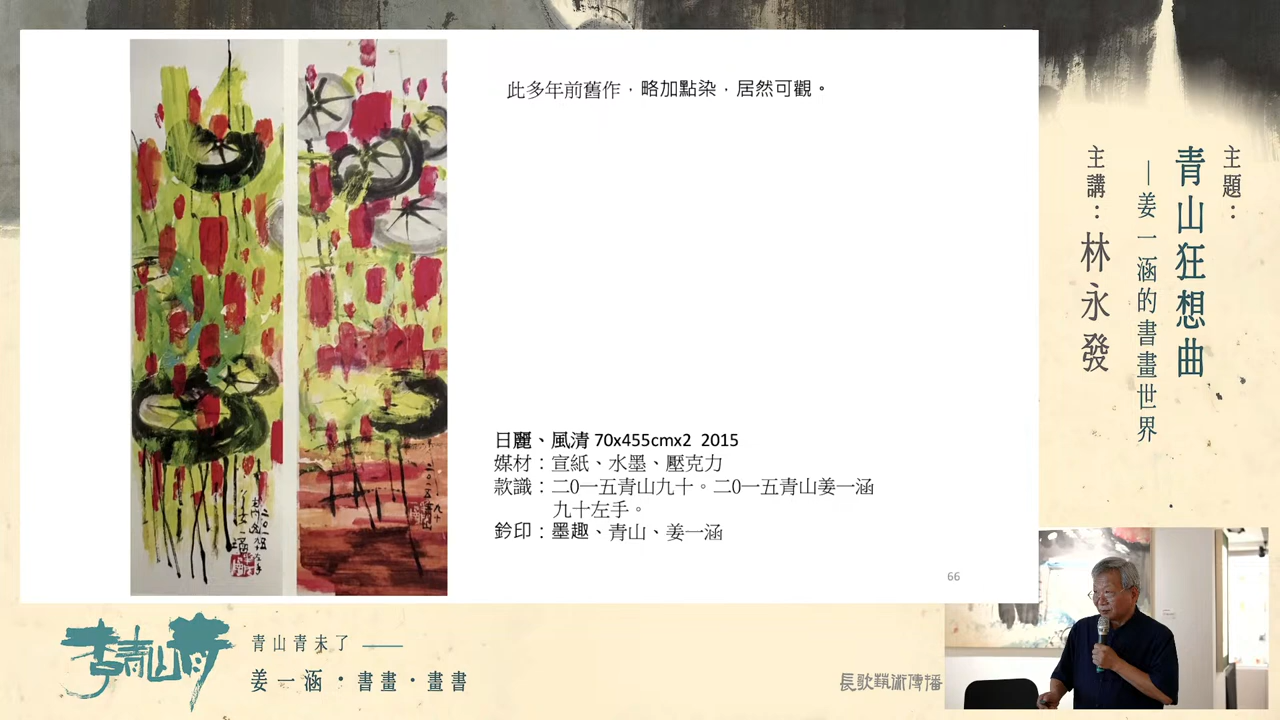 此多年前舊作，略加點染，居然可觀。
日麗、風清 70x455cmx2  2015
媒材：宣紙、水墨、壓克力
款識：二0一五青山九十。二0一五青山姜一涵
九十左手。
鈐印：墨趣、青山、姜一涵
66
主題：
青山狂想曲
—姜一涵的書畫世界
主講：林永發
青山青未了——
姜一涵・書畫・畫書
長歌藝術傳播